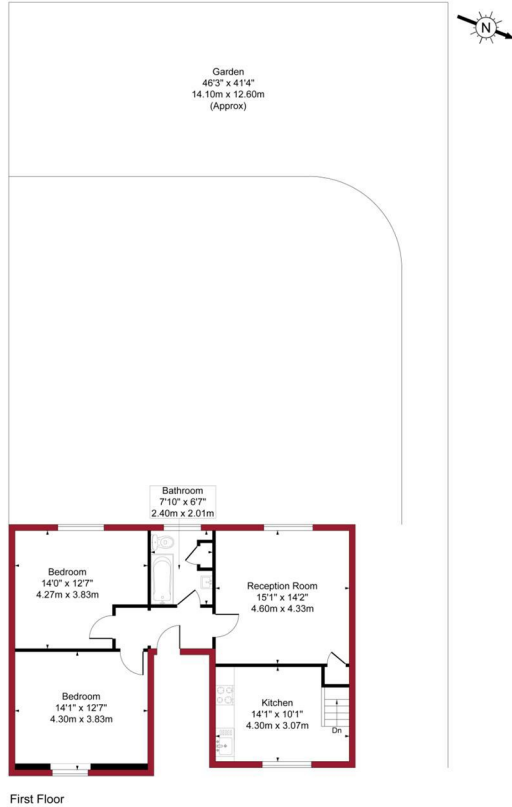 Garden
46'3" x 41'4"
14.10m x 12.60m
(Approx)
N
Bathroom
7'10" x 6'7"
2.40m x 2.01m
Bedroom
14'0" x 12'7"
4.27m x 3.83m
Reception Room
15'1" x 14'2"
4.60m x 4.33m
Bedroom
14'1" x 12'7"
4.30m x 3.83m
Kitchen
14'1" x 10'1"
4.30m x 3.07m
Dn
First Floor